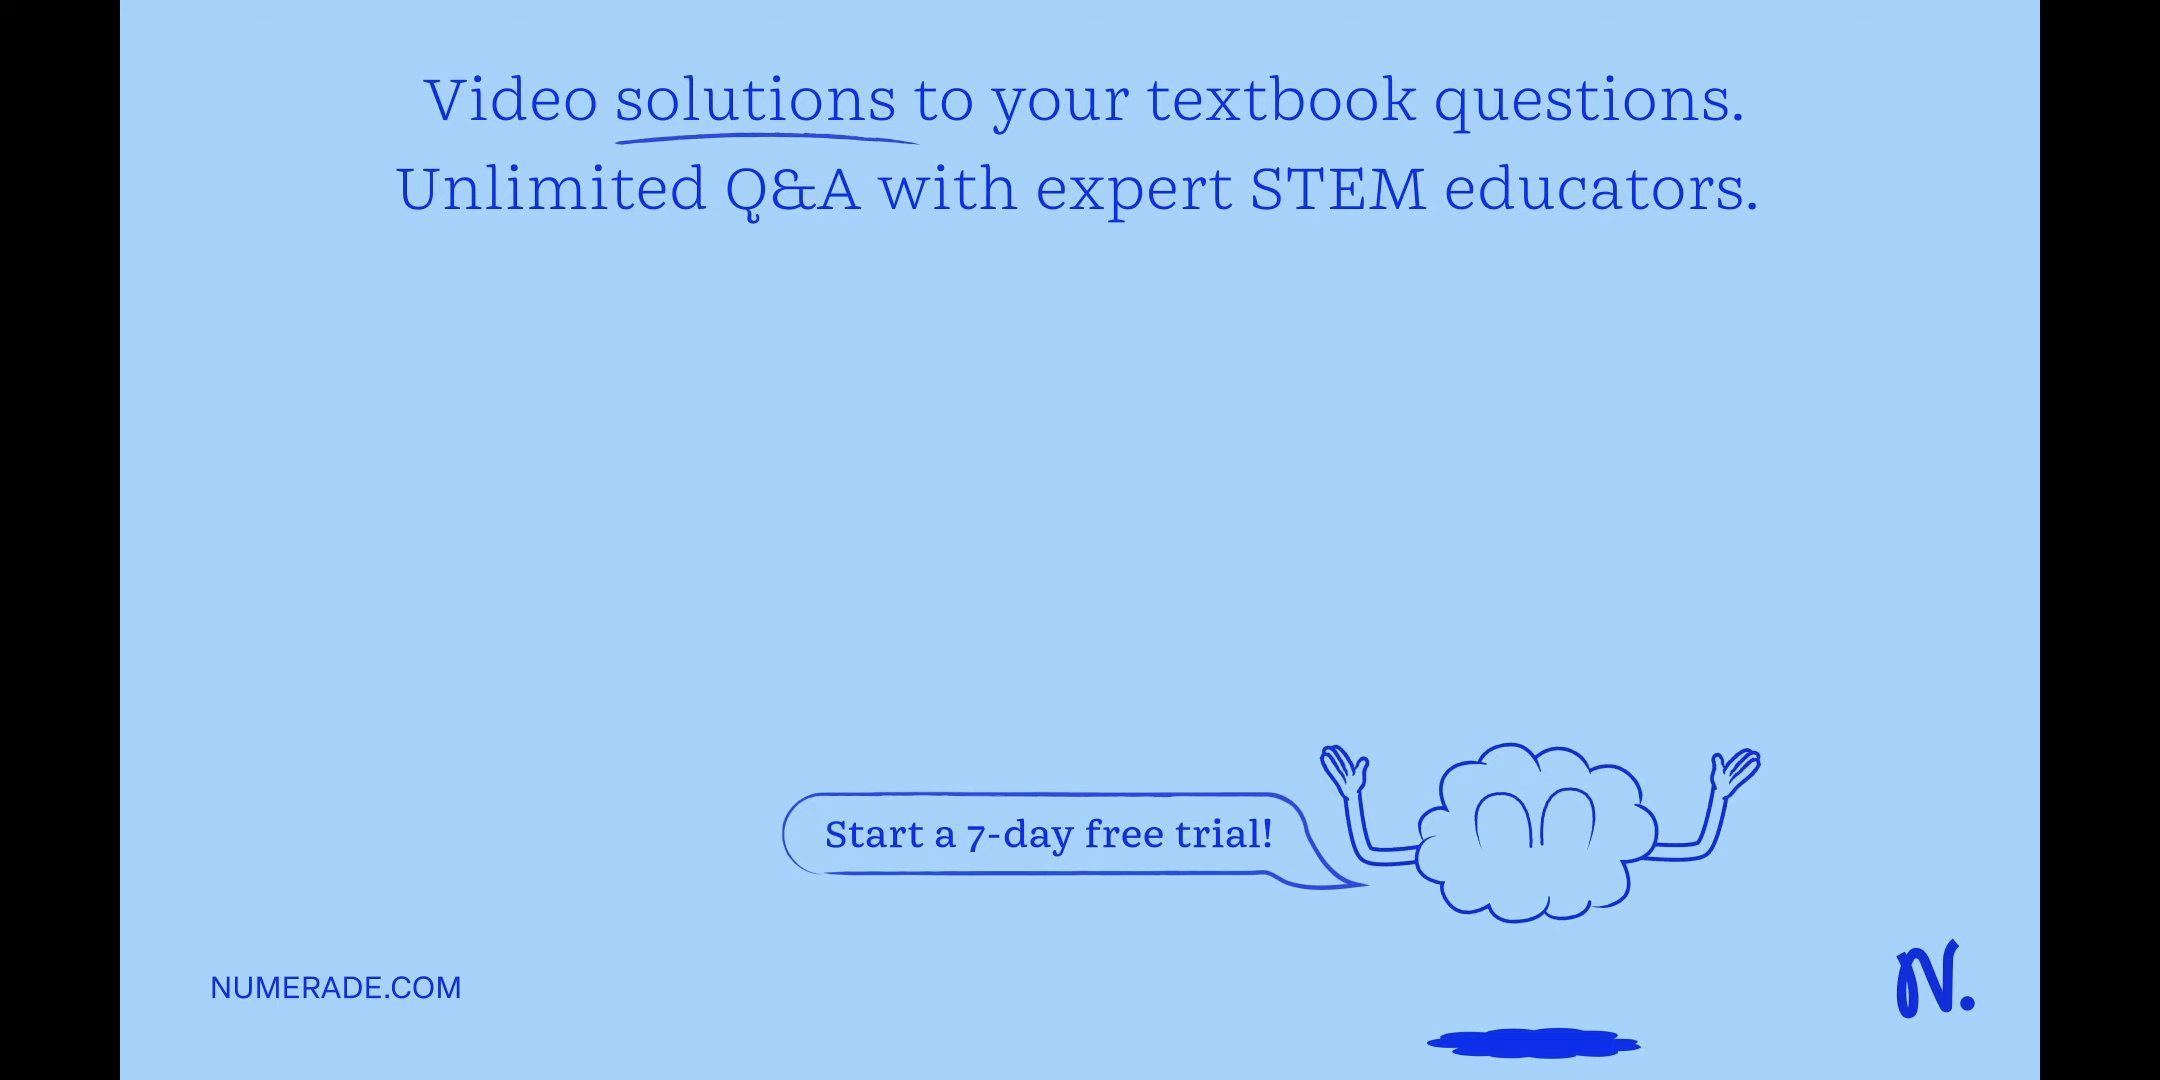 Video solutions to your textbook questions.
Unlimited Q&A with expert STEM educators.
Start a 7-day free trial!
NUMERADE.COM
N.